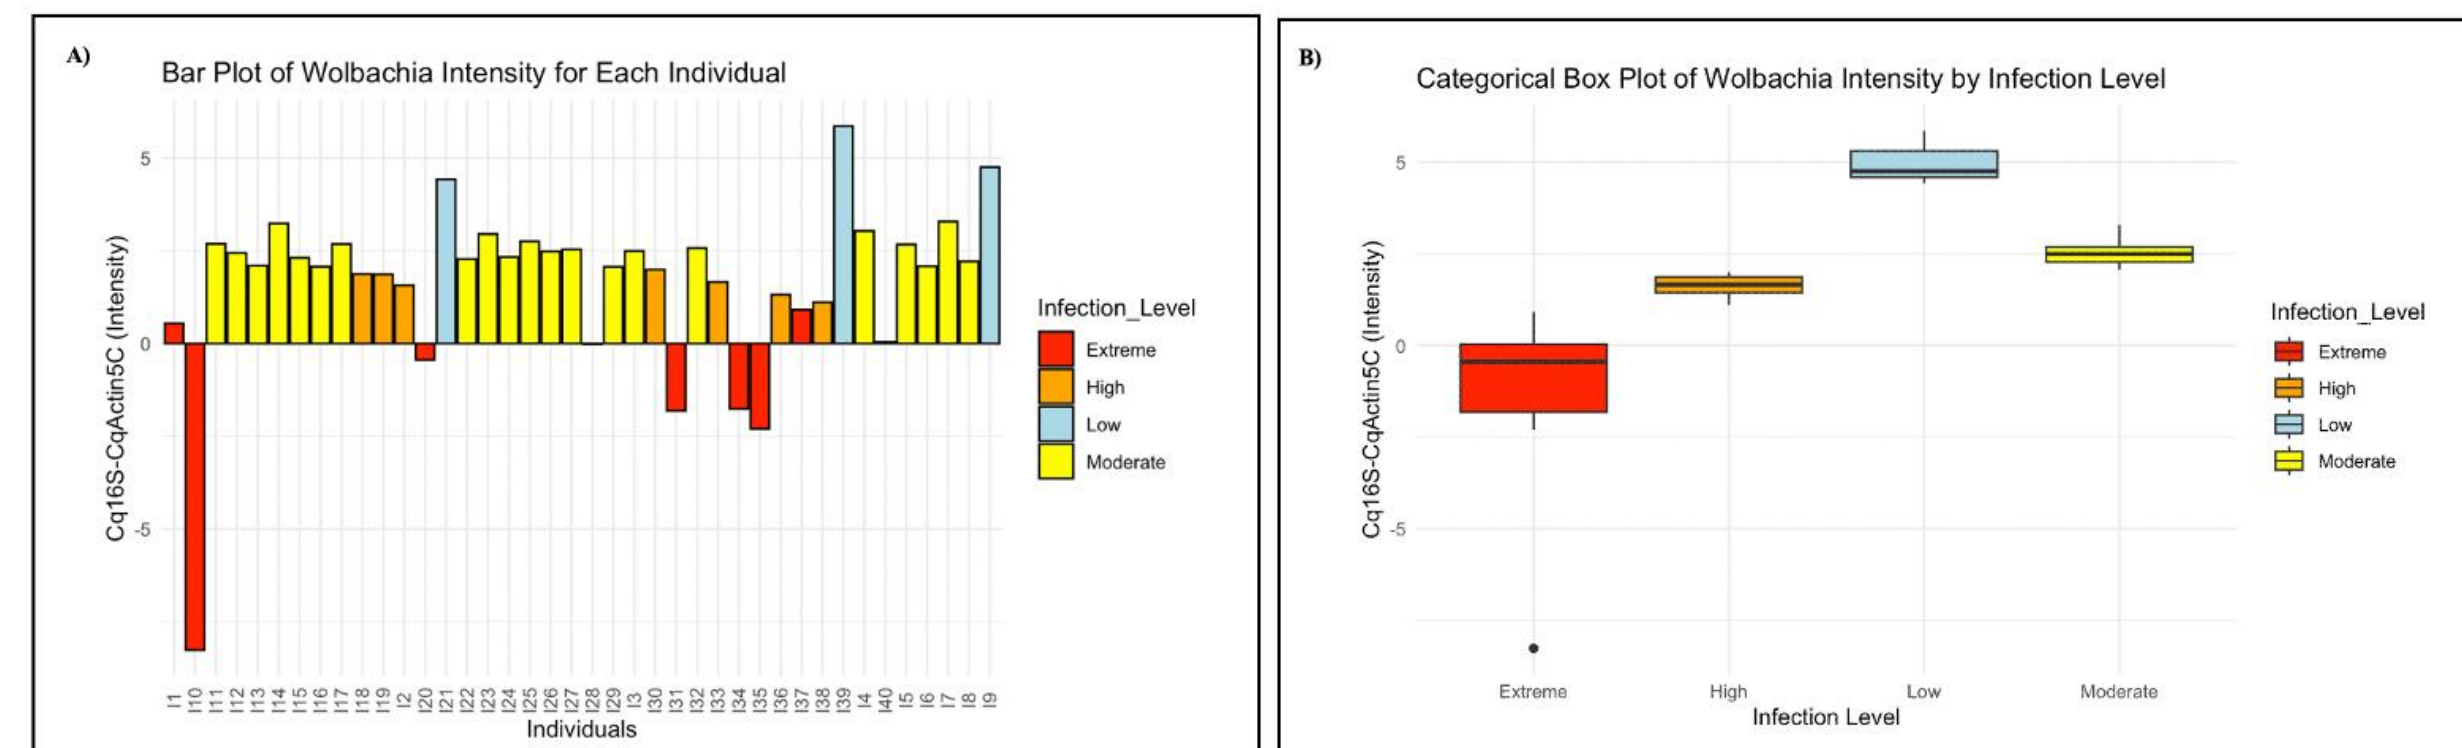 A)
Bar Plot of Wolbachia Intensity for Each Individual
Cq16S-CqActin5C (Intensity)
5
0
-5
I1 I10 I11 I12 I13 I14 I15 I16 I17 I18 I19 I2 I20 I21 I22 I23 I24 I25 I26 I27 I28 I29 I3 I30 I31 I32 I33 I34 I35 I36 I37 I38 I39 I4 I40 I5 I6 I7 I8 I9
Individuals
Infection_Level
Extreme
High
Low
Moderate
B)
Categorical Box Plot of Wolbachia Intensity by Infection Level
Cq16S-CqActin5C (Intensity)
5
0
-5
Extreme High Low Moderate
Infection Level
Infection_Level
Extreme
High
Low
Moderate